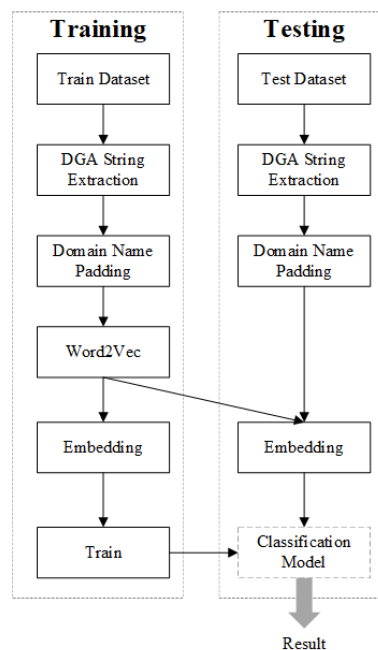 Training
Train Dataset
DGA String
Extraction
Domain Name
Padding
Word2Vec
Embedding
Train
Testing
Test Dataset
DGA String
Extraction
Domain Name
Padding
Embedding
Classification
Model
Result